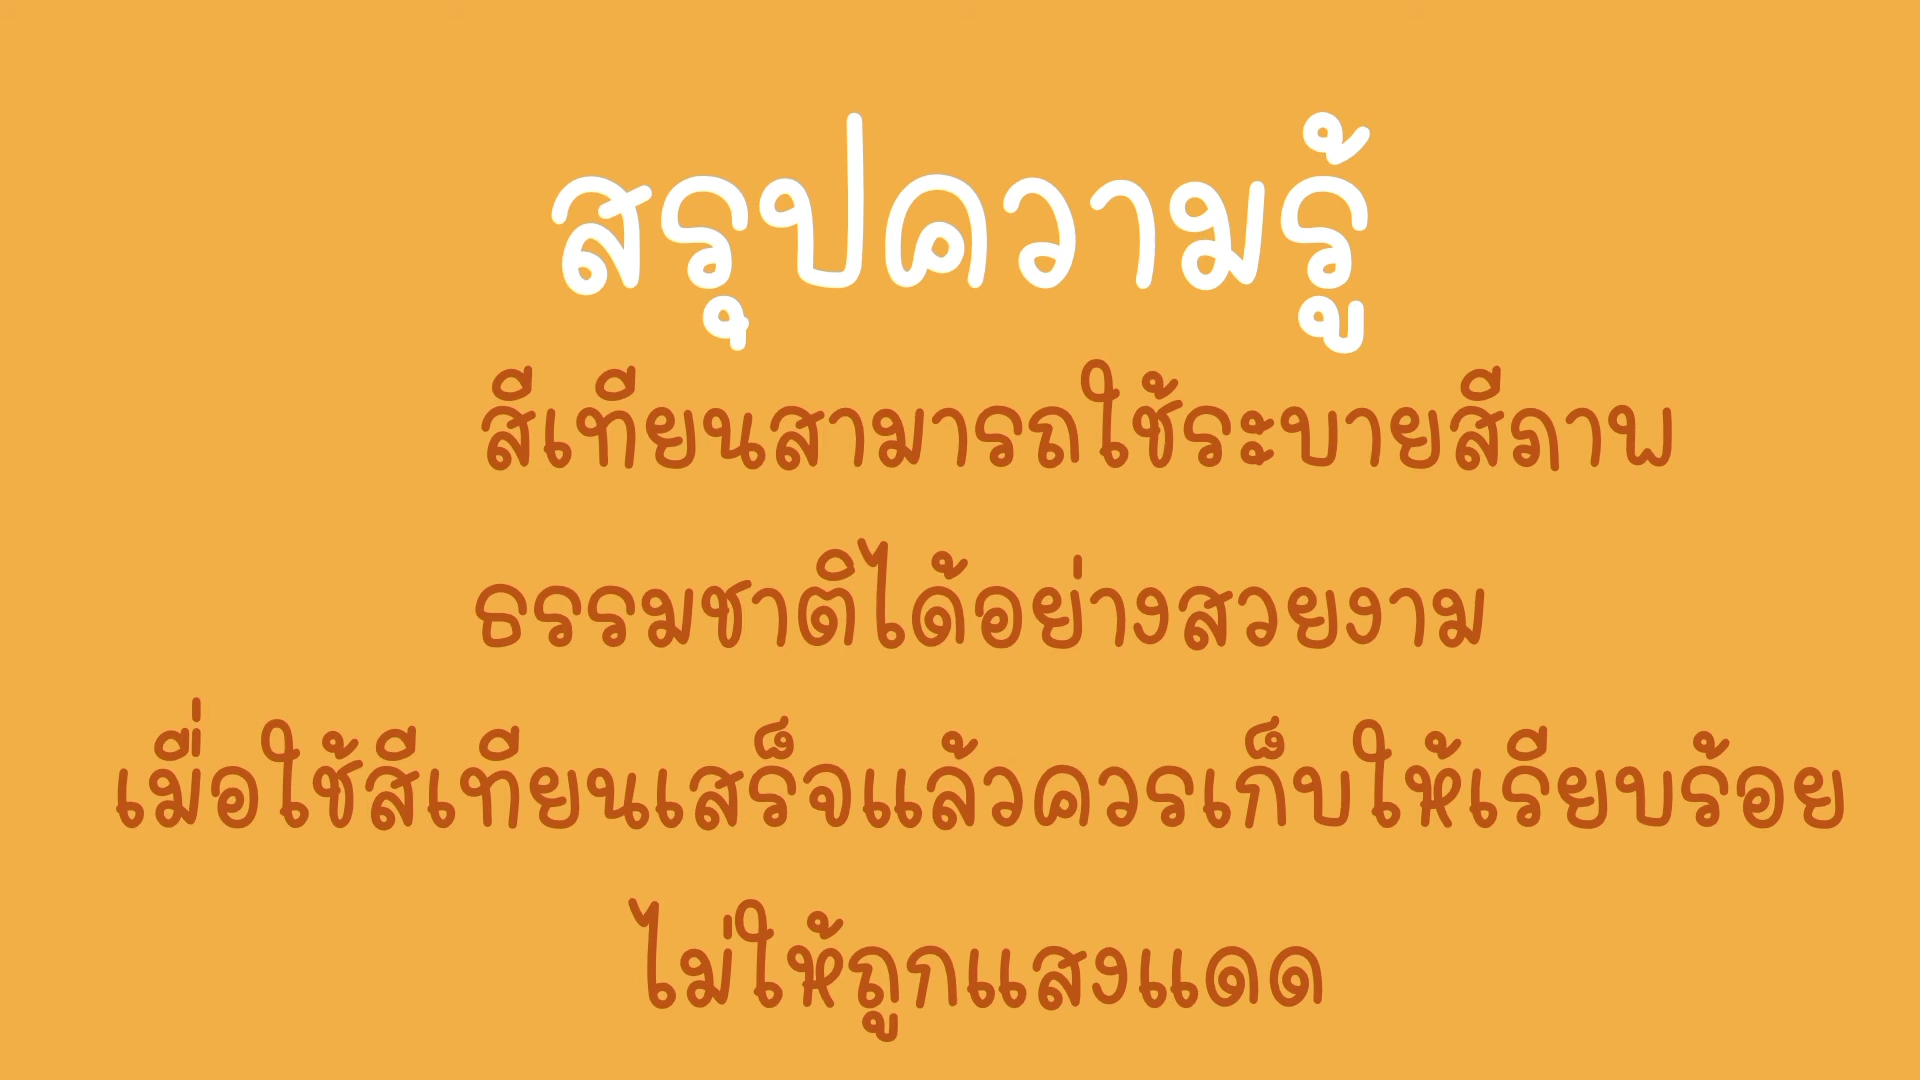 สรุปความรู้
สีเทียนสามารถใช้ระบายสีภาพ
ธรรมชาติได้อย่างสวยงาม
เมื่อใช้สีเทียนเสร็จแล้วควรเก็บให้เรียบร้อย
ไม่ให้ถูกแสงแดด